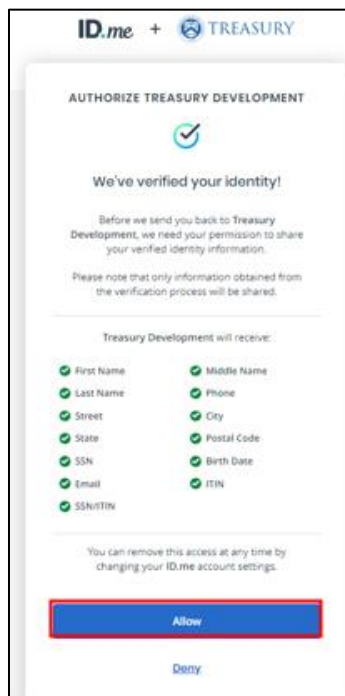 ID.me + TREASURY
AUTHORIZE TREASURY DEVELOPMENT
We've verified your identity!
Before we send you back to Treasury
Development, we need your permission to share
your verified identity information.
Please note that only information obtained from
the verification process will be shared.
Treasury Development will receive:
First Name Middle Name
Last Name Phone
Street City
State Postal Code
SSN Birth Date
Email ITIN
SSN/ITIN
You can remove this access at any time by
changing your ID.me account settings.
Allow
Deny